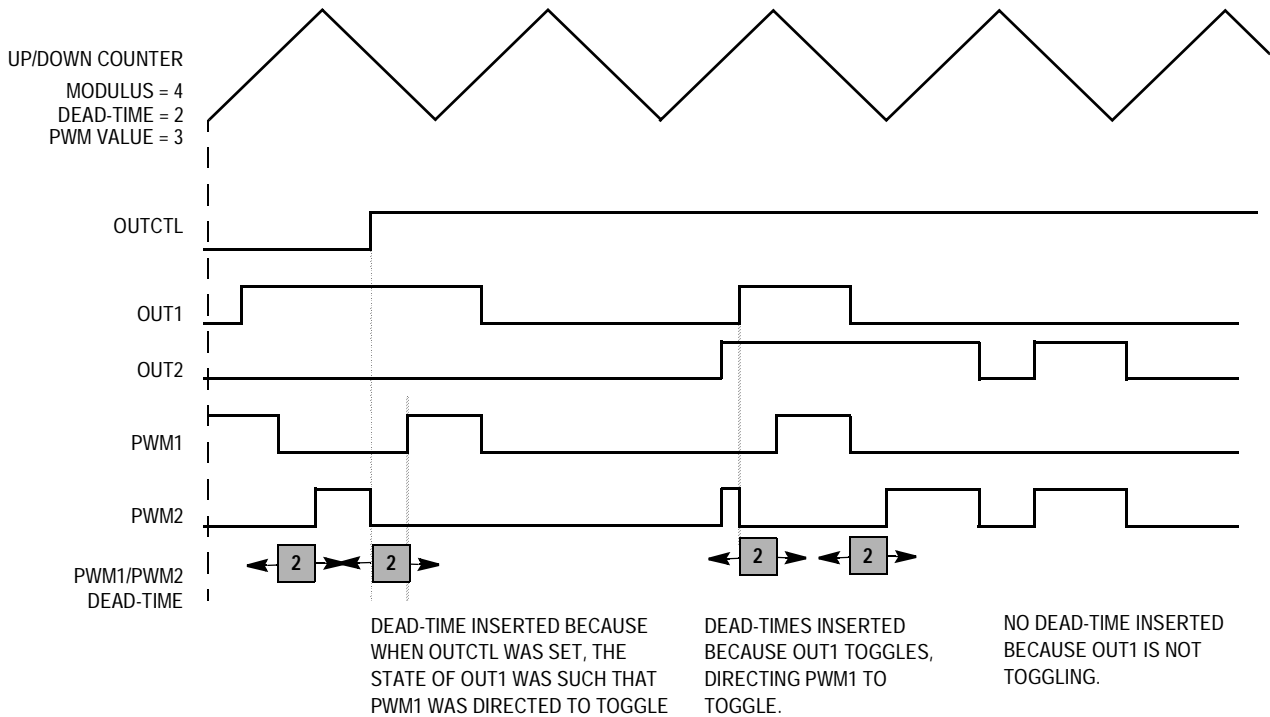 UP/DOWN COUNTER
MODULUS = 4
DEAD-TIME = 2
PWM VALUE = 3
OUTCTL
OUT1
OUT2
PWM1
PWM2
PWM1/PWM2
DEAD-TIME
2
2
2
2
DEAD-TIME INSERTED BECAUSE
WHEN OUTCTL WAS SET, THE
STATE OF OUT1 WAS SUCH THAT
PWM1 WAS DIRECTED TO TOGGLE
DEAD-TIMES INSERTED
BECAUSE OUT1 TOGGLES,
DIRECTING PWM1 TO
TOGGLE.
NO DEAD-TIME INSERTED
BECAUSE OUT1 IS NOT
TOGGLING.